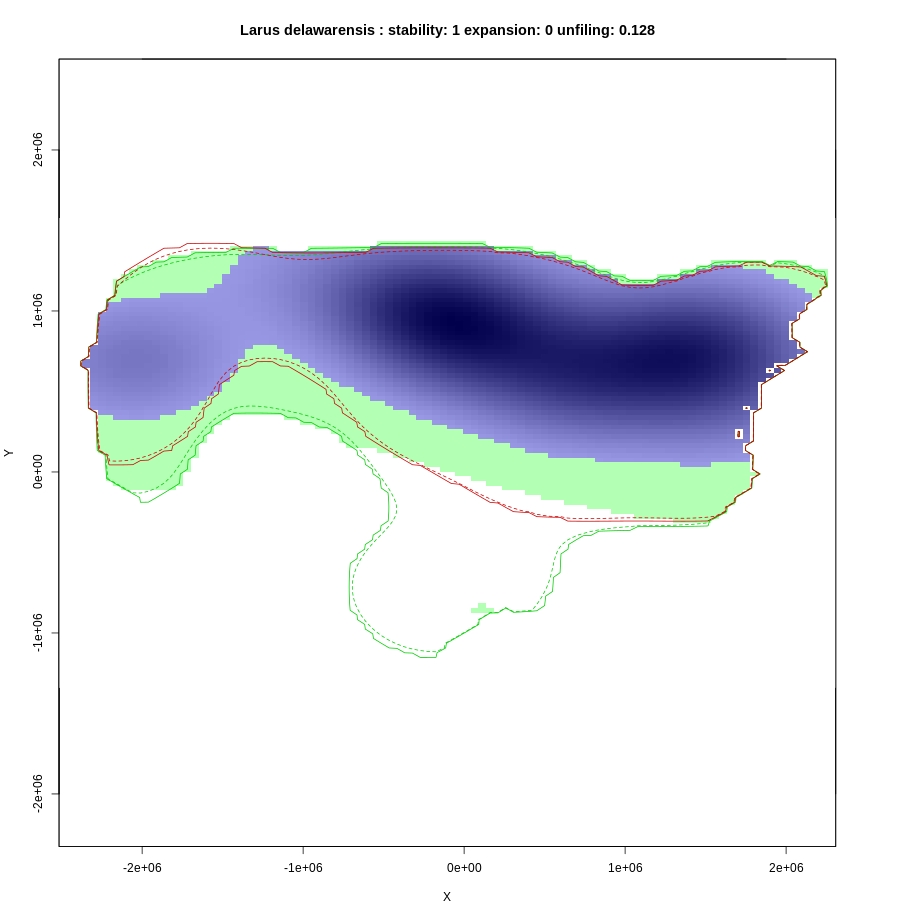 Larus delawarensis : stability: 1 expansion: 0 unfiling: 0.128
2e+06
1e+06
0e+00
-1e+06
-2e+06
Y
-2e+06 -1e+06 0e+00 1e+06 2e+06
X